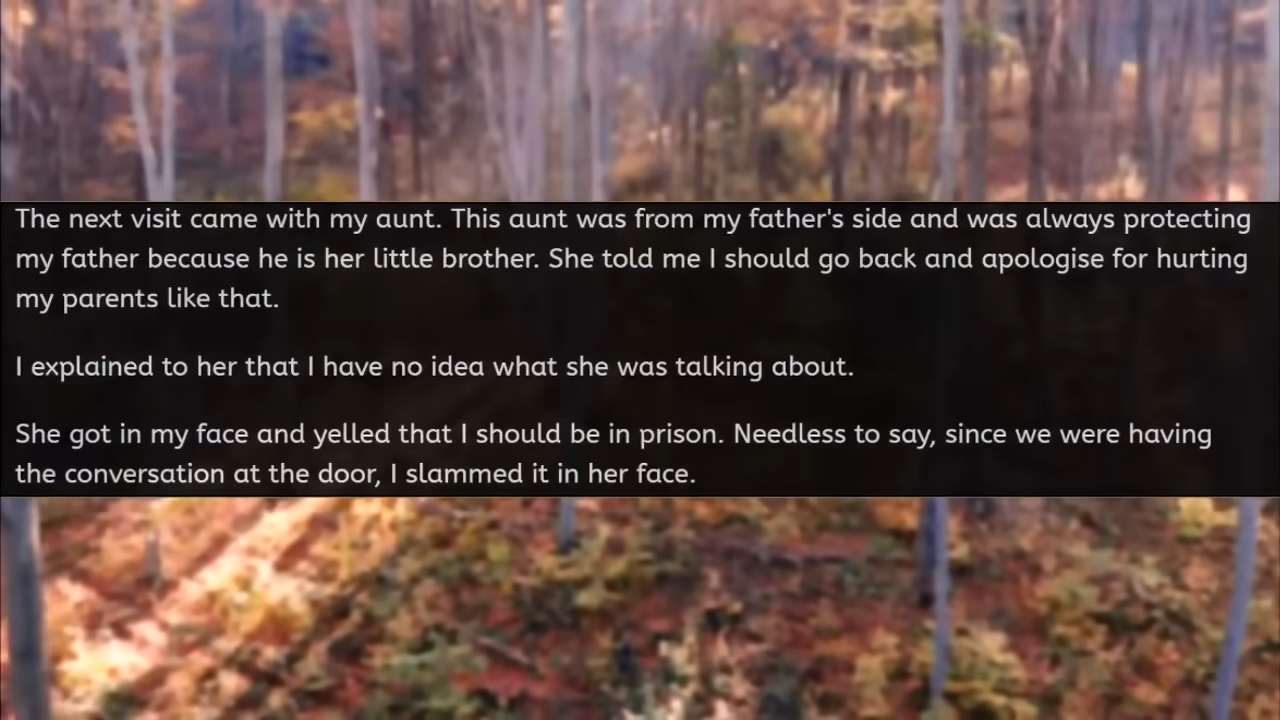 The next visit came with my aunt. This aunt was from my father's side and was always protecting
my father because he is her little brother. She told me I should go back and apologise for hurting
my parents like that.
I explained to her that I have no idea what she was talking about.
She got in my face and yelled that I should be in prison. Needless to say, since we were having
the conversation at the door, I slammed it in her face.